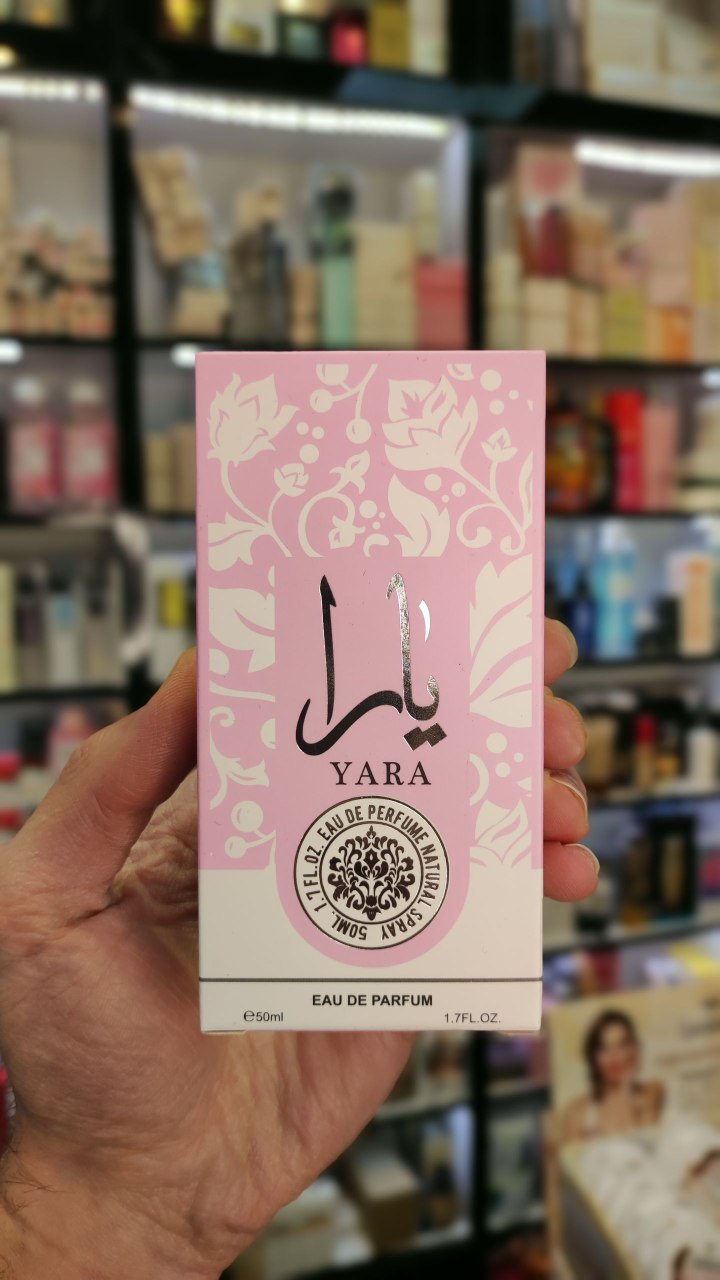 يارا
YARA
50ML. 1.7FL.OZ. EAU DE PERFUME NATURAL SPRAY
EAU DE PARFUM
℮50ml 1.7FL.OZ.